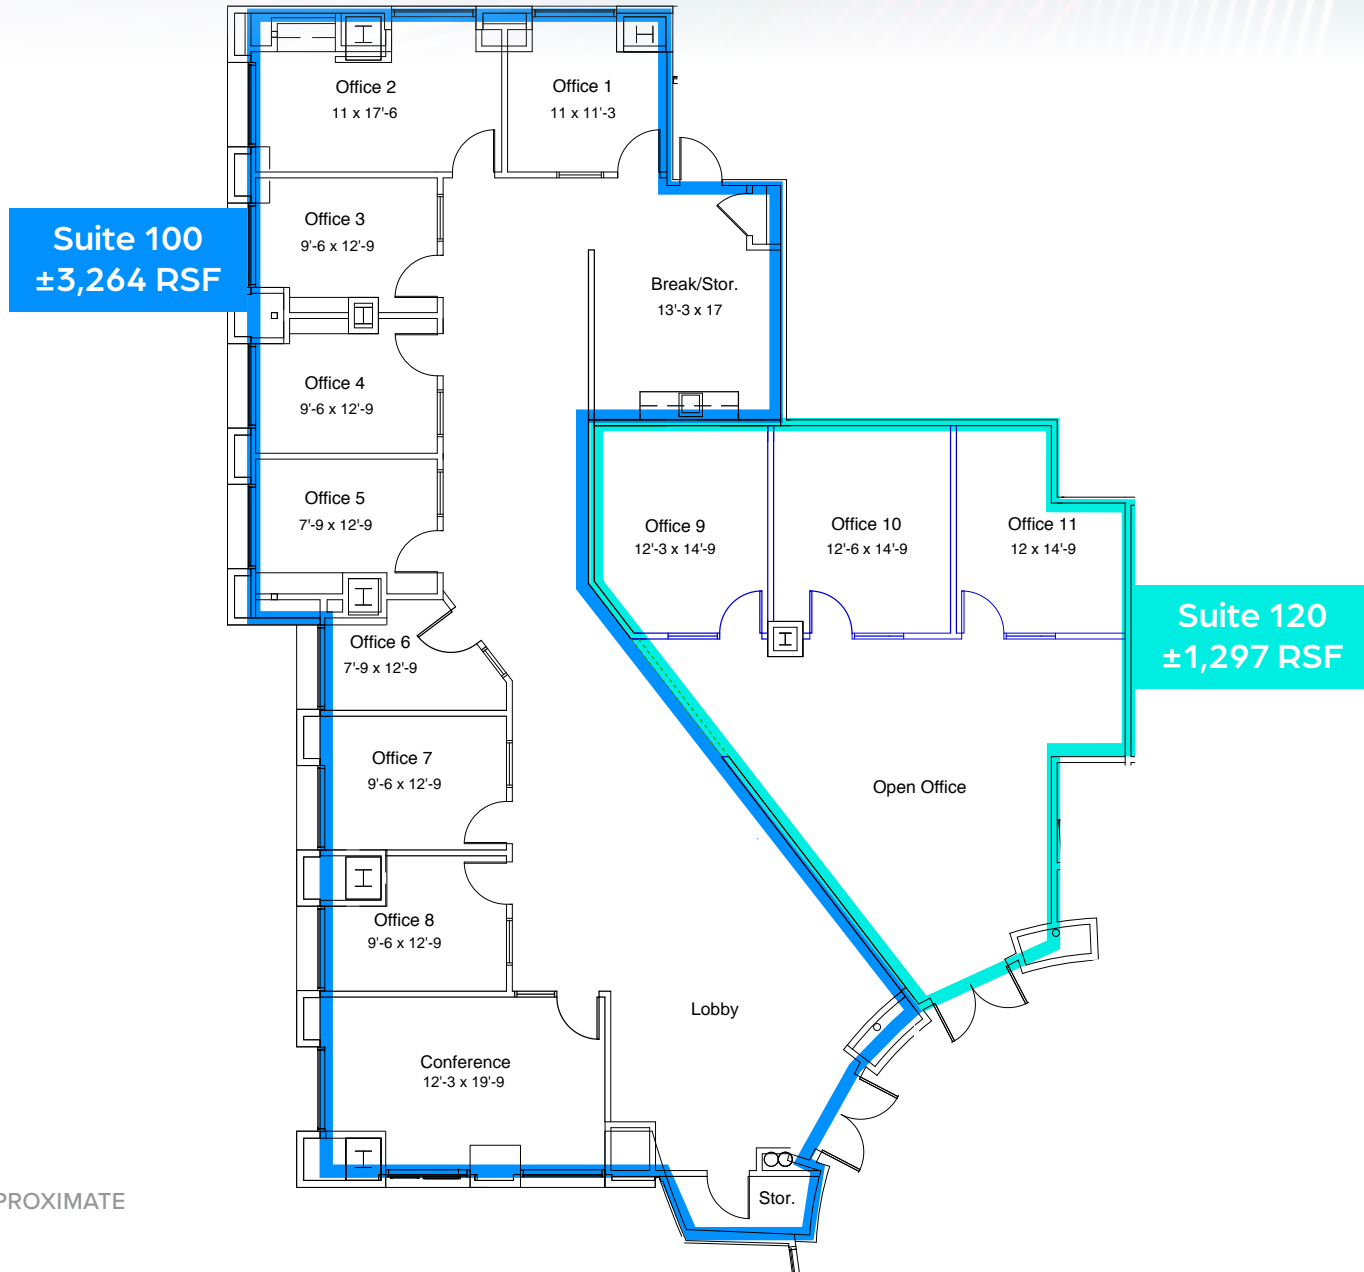 Office 2
11 x 17'-6
Office 1
11 x 11'-3
Office 3
9'-6 x 12'-9
Suite 100
±3,264 RSF
Break/Stor.
13'-3 x 17
Office 4
9'-6 x 12'-9
Office 5
7'-9 x 12'-9
Office 9
12'-3 x 14'-9
Office 10
12'-6 x 14'-9
Office 11
12 x 14'-9
Suite 120
±1,297 RSF
Office 6
7'-9 x 12'-9
Office 7
9'-6 x 12'-9
Open Office
Office 8
9'-6 x 12'-9
Lobby
Conference
12'-3 x 19'-9
Stor.
PROXIMATE